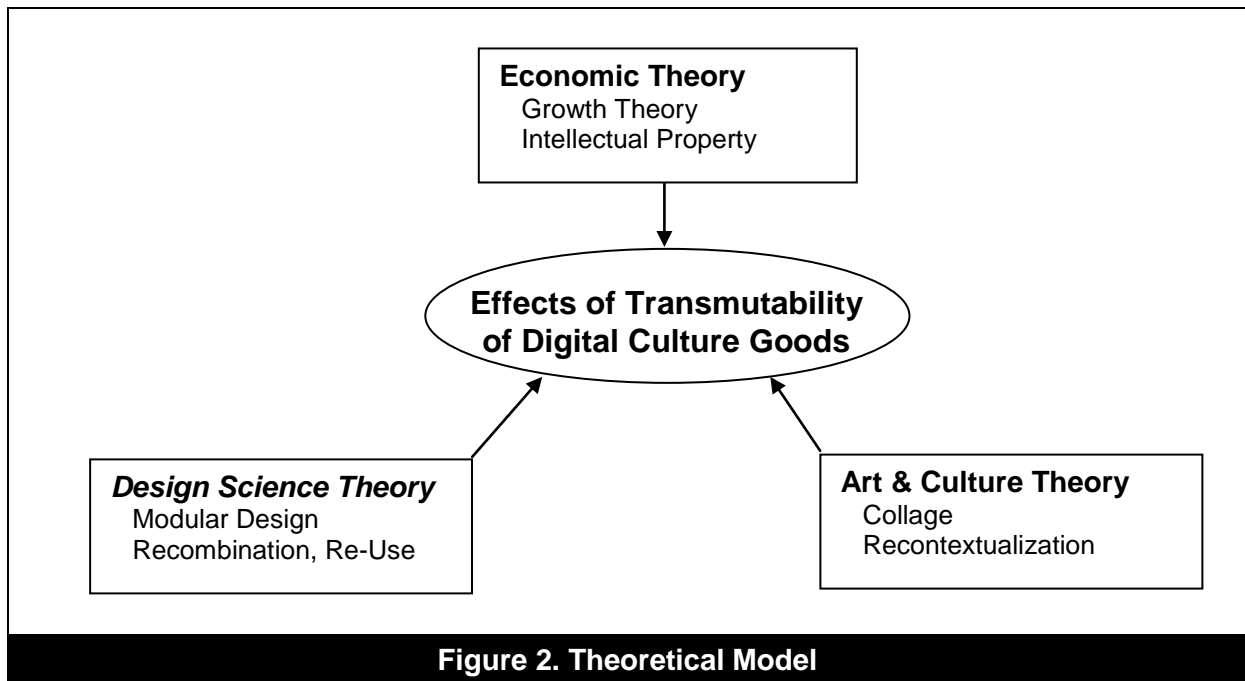 Economic Theory
Growth Theory
Intellectual Property
Effects of Transmutability
of Digital Culture Goods
Design Science Theory
Modular Design
Recombination, Re-Use
Art & Culture Theory
Collage
Recontextualization
Figure 2. Theoretical Model